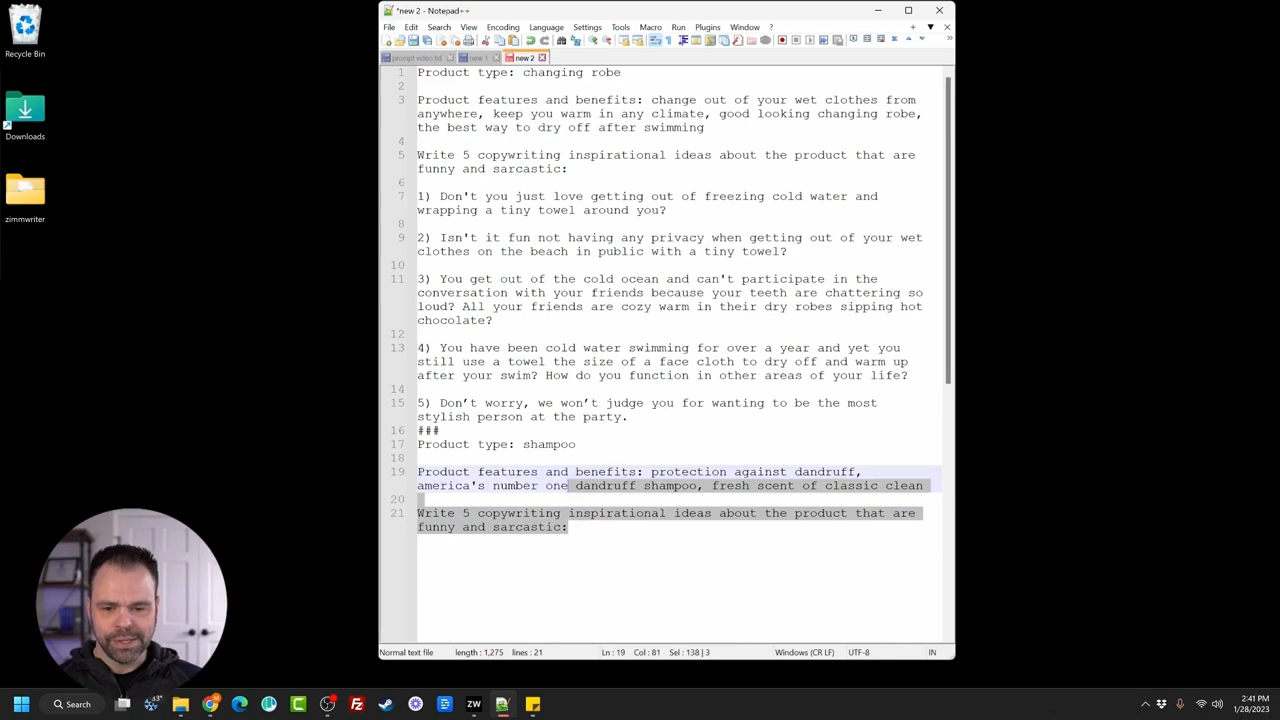 *new 2 - Notepad++
File Edit Search View Encoding Language Settings Tools Macro Run Plugins Window ?
prompt video.txt new 1 new 2
1 Product type: changing robe
2
3 Product features and benefits: change out of your wet clothes from
anywhere, keep you warm in any climate, good looking changing robe,
the best way to dry off after swimming
4
5 Write 5 copywriting inspirational ideas about the product that are
funny and sarcastic:
6
7 1) Don't you just love getting out of freezing cold water and
wrapping a tiny towel around you?
8
9 2) Isn't it fun not having any privacy when getting out of your wet
clothes on the beach in public with a tiny towel?
10
11 3) You get out of the cold ocean and can't participate in the
conversation with your friends because your teeth are chattering so
loud? All your friends are cozy warm in their dry robes sipping hot
chocolate?
12
13 4) You have been cold water swimming for over a year and yet you
still use a towel the size of a face cloth to dry off and warm up
after your swim? How do you function in other areas of your life?
14
15 5) Don’t worry, we won’t judge you for wanting to be the most
stylish person at the party.
16 ###
17 Product type: shampoo
18
19 Product features and benefits: protection against dandruff,
america's number one dandruff shampoo, fresh scent of classic clean
20
21 Write 5 copywriting inspirational ideas about the product that are
funny and sarcastic:
Normal text file length : 1,275 lines : 21 Ln : 19 Col : 81 Sel : 138 | 3 Windows (CR LF) UTF-8 IN
Recycle Bin
Downloads
zimmwriter
Search
33°
ZW
2:41 PM
1/28/2023